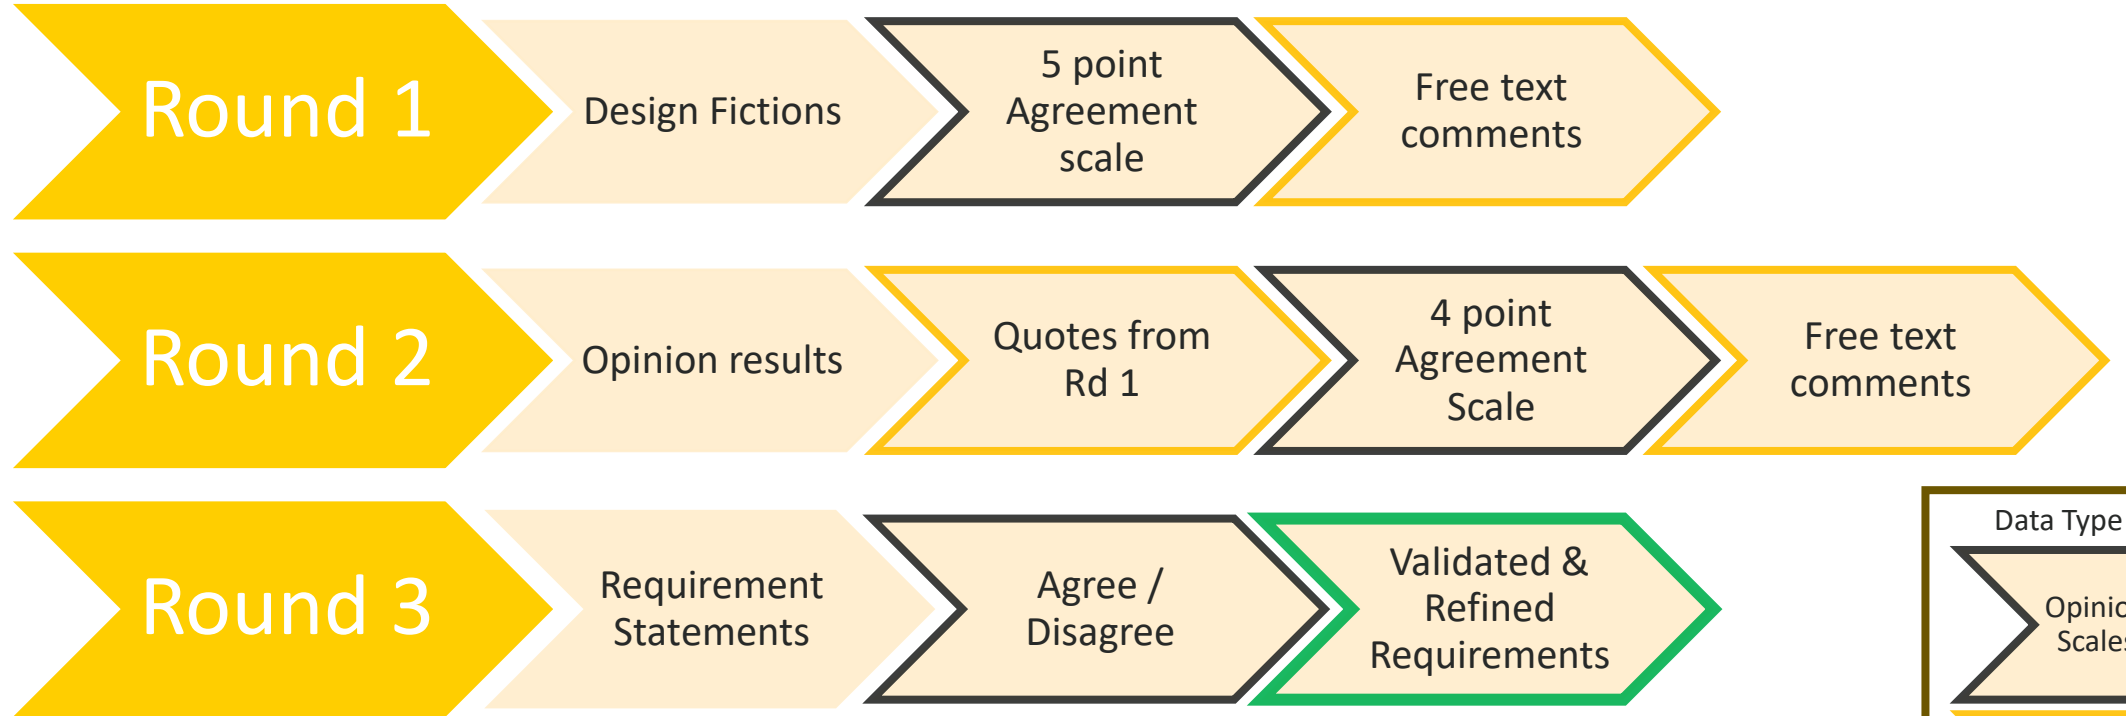 Round 1
Design Fictions
5 point
Agreement
scale
Free text
comments
Round 2
Opinion results
Quotes from
Rd 1
4 point
Agreement
Scale
Free text
comments
Round 3
Requirement
Statements
Agree /
Disagree
Validated &
Refined
Requirements
Data Type